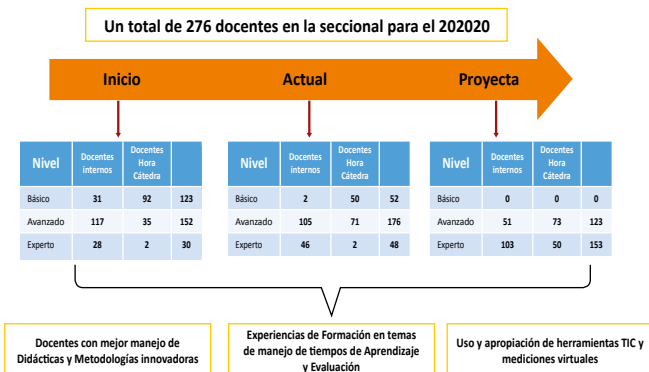 Un total de 276 docentes en la seccional para el 202020
Inicio
Actual
Proyecta
Nivel Docentes internos Docentes Hora Cátedra
Básico 31 92 123
Avanzado 117 35 152
Experto 28 2 30
Nivel Docentes internos Docentes Hora Cátedra
Básico 2 50 52
Avanzado 105 71 176
Experto 46 2 48
Nivel Docentes internos Docentes Hora Cátedra
Básico 0 0 0
Avanzado 51 73 123
Experto 103 50 153
Docentes con mejor manejo de
Didácticas y Metodologías innovadoras
Experiencias de Formación en temas
de manejo de tiempos de Aprendizaje
y Evaluación
Uso y apropiación de herramientas TIC y
mediciones virtuales